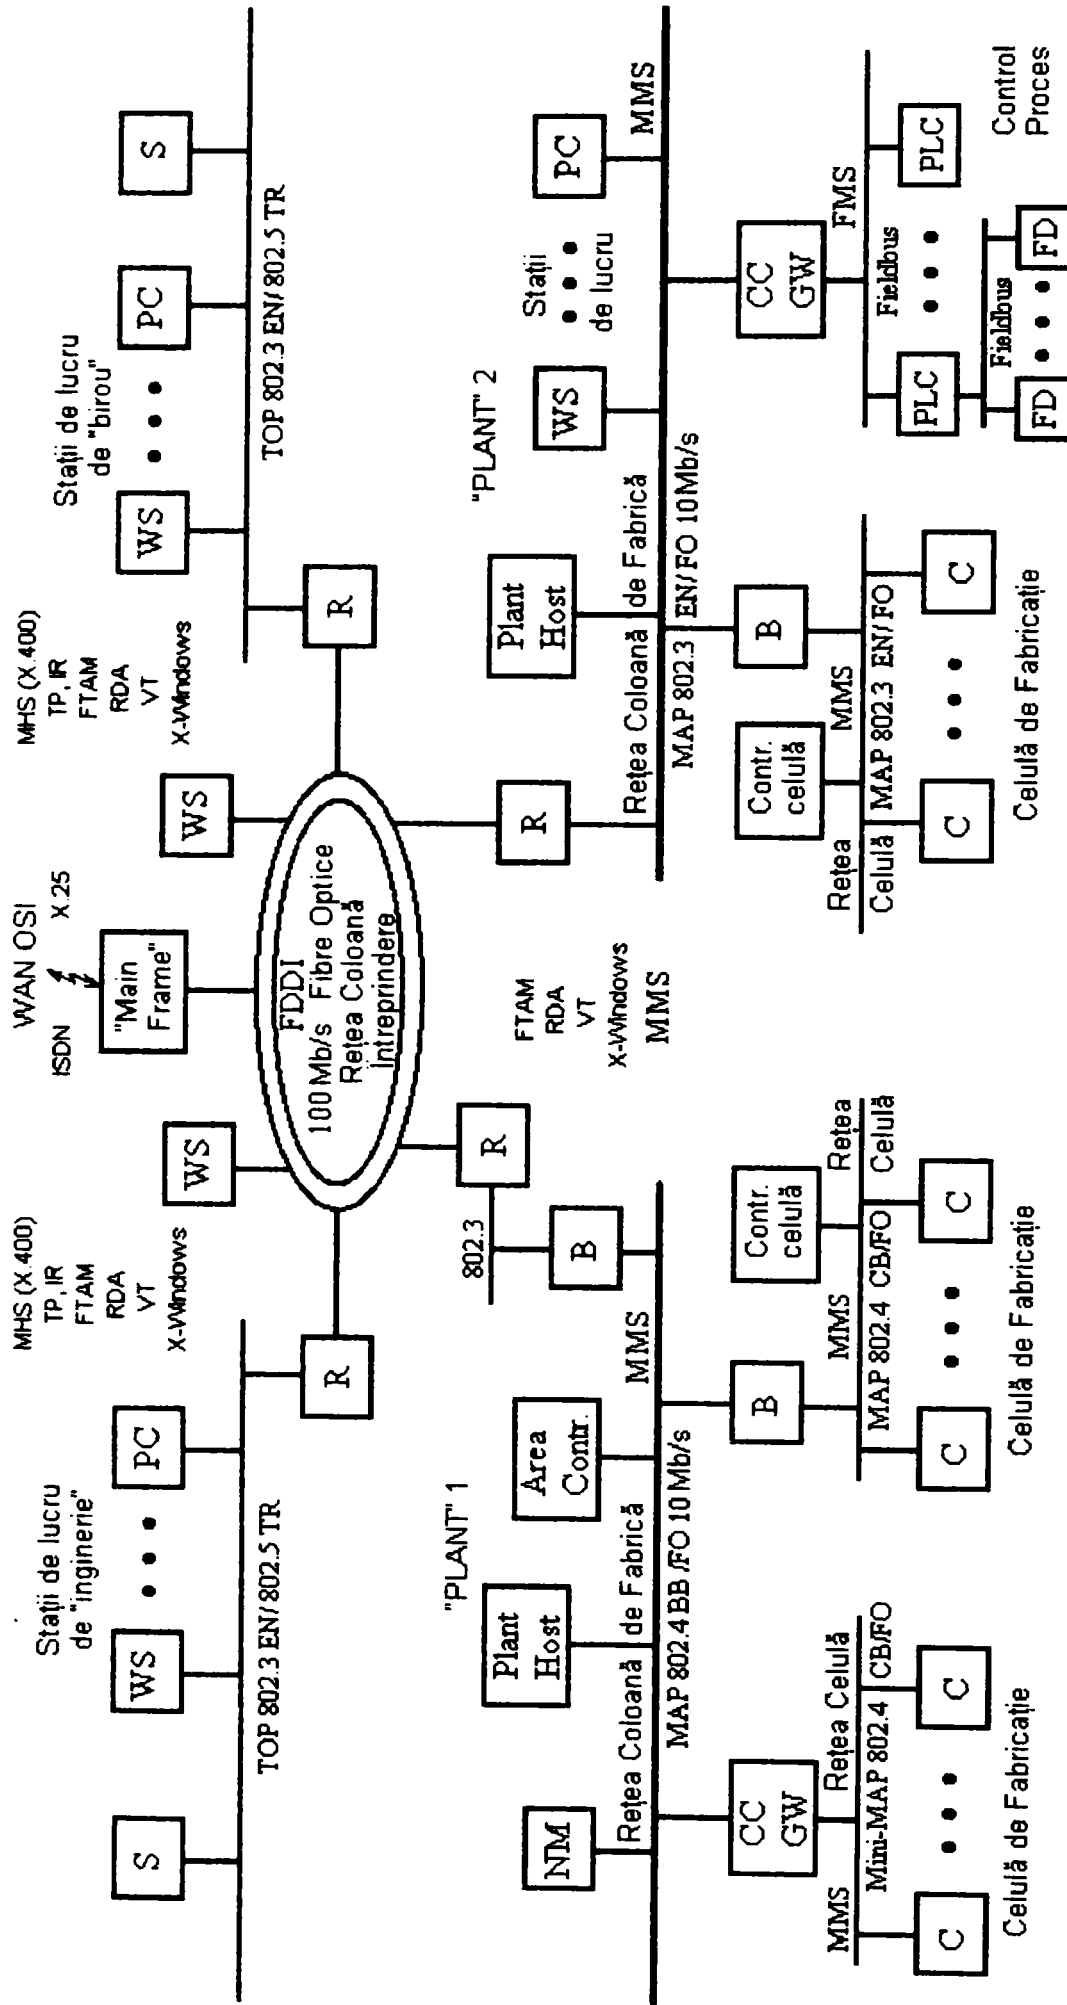 WAN OSI
ISDN
X.25
"Main
Frame"
MHS (X.400)
TP, IR
FTAM
RDA
VT
X-Windows
WS
MHS (X.400)
TP, IR
FTAM
RDA
VT
X-Windows
WS
Stații de lucru
de "inginerie"
S
WS
PC
TOP 802.3 EN/ 802.5 TR
R
Stații de lucru
de "birou"
WS
PC
S
TOP 802.3 EN/ 802.5 TR
R
FDDI
100 Mb/s Fibre Optice
Rețea Coloană
Intreprindere
R
802.3
B
FTAM
RDA
VT
X-Windows
MMS
R
"PLANT" 1
NM
Plant
Host
Area
Contr.
Rețea Coloană de Fabrică
MMS
MAP 802.4 BB /FO 10 Mb/s
"PLANT" 2
Plant
Host
WS
Stații
de lucru
PC
Rețea Coloană de Fabrică
MMS
MAP 802.3 EN/ FO 10 Mb/s
CC
GW
MMS
Rețea Celulă
Mini-MAP 802.4 CB/FO
C
C
Celulă de Fabricație
B
Contr.
celulă
MMS
Rețea
MAP 802.4 CB/FO
Celulă
C
C
Celulă de Fabricație
Contr.
celulă
B
Rețea
MMS
Celulă
MAP 802.3 EN/ FO
C
C
Celulă de Fabricație
CC
GW
FMS
Fieldbus
PLC
PLC
Fieldbus
FD
FD
Control
Proces